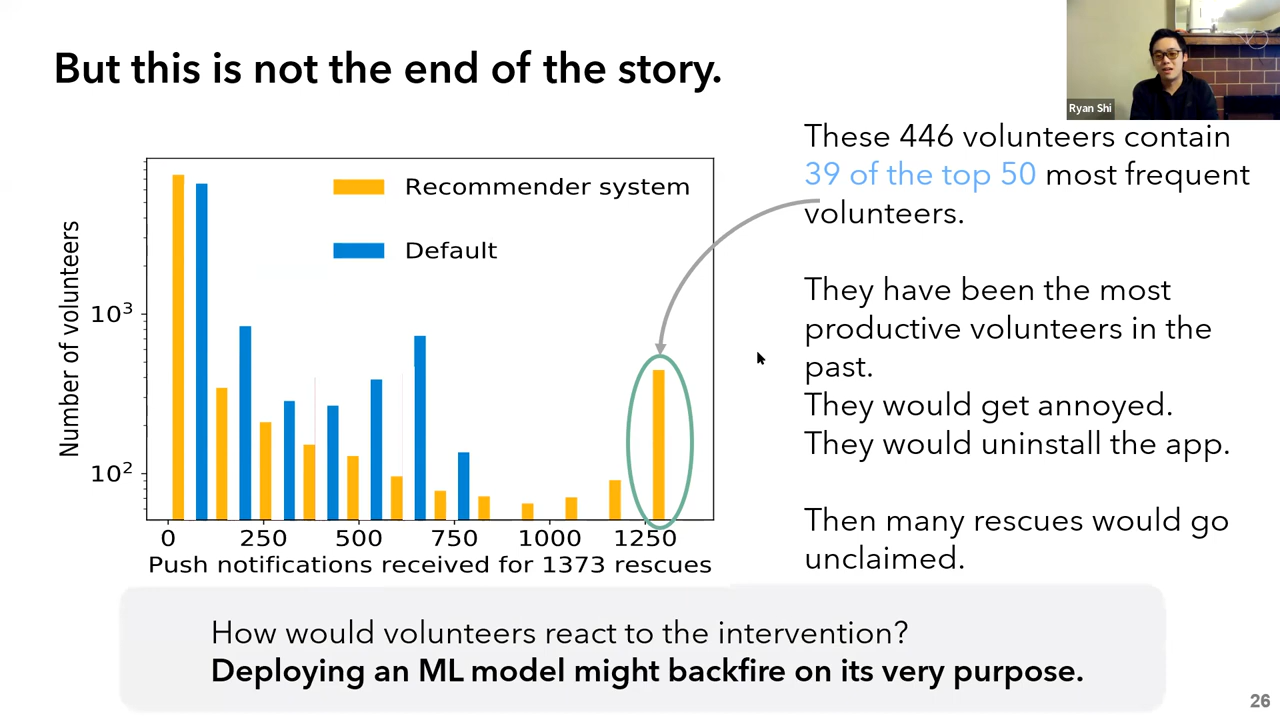 But this is not the end of the story.
Ryan Shi
These 446 volunteers contain
39 of the top 50 most frequent
volunteers.
They have been the most
productive volunteers in the
past.
They would get annoyed.
They would uninstall the app.
Then many rescues would go
unclaimed.
Recommender system
Default
Number of volunteers
10³
10²
0 250 500 750 1000 1250
Push notifications received for 1373 rescues
How would volunteers react to the intervention?
Deploying an ML model might backfire on its very purpose.
26